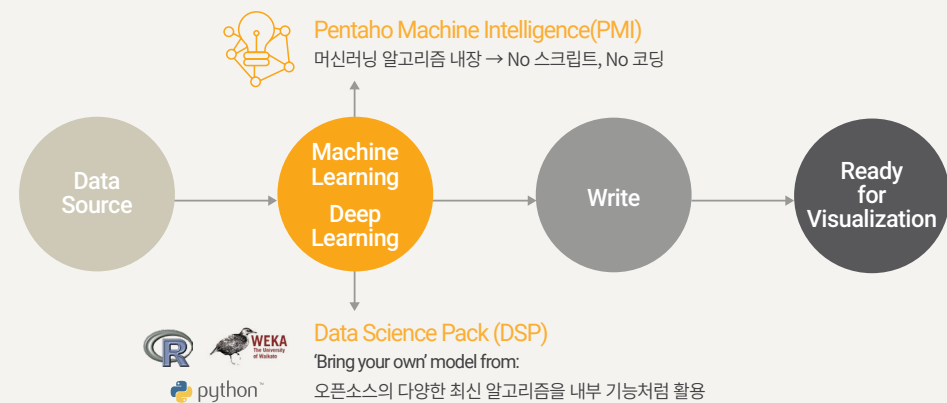 Pentaho Machine Intelligence(PMI)
머신러닝 알고리즘 내장 → No 스크립트, No 코딩
Data
Source
Machine
Learning
Deep
Learning
Write
Ready
for
Visualization
R
WEKA
The University
of Waikato
python™
Data Science Pack (DSP)
‘Bring your own’ model from:
오픈소스의 다양한 최신 알고리즘을 내부 기능처럼 활용